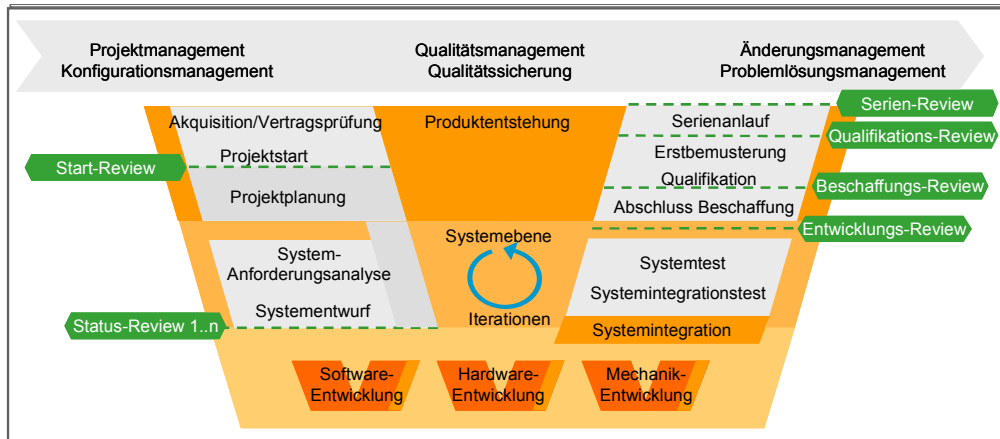 Projektmanagement
Konfigurationsmanagement
Qualitätsmanagement
Qualitätssicherung
Änderungsmanagement
Problemlösungsmanagement
Serien-Review
Akquisition/Vertragsprüfung
Produktentstehung
Serienanlauf
Qualifikations-Review
Projektstart
Erstbemusterung
Start-Review
Qualifikation
Beschaffungs-Review
Projektplanung
Abschluss Beschaffung
Entwicklungs-Review
Systemebene
System-
Anforderungsanalyse
Systemtest
Systementwurf
Systemintegrationstest
Iterationen
Status-Review 1..n
Systemintegration
Software-
Entwicklung
Hardware-
Entwicklung
Mechanik-
Entwicklung